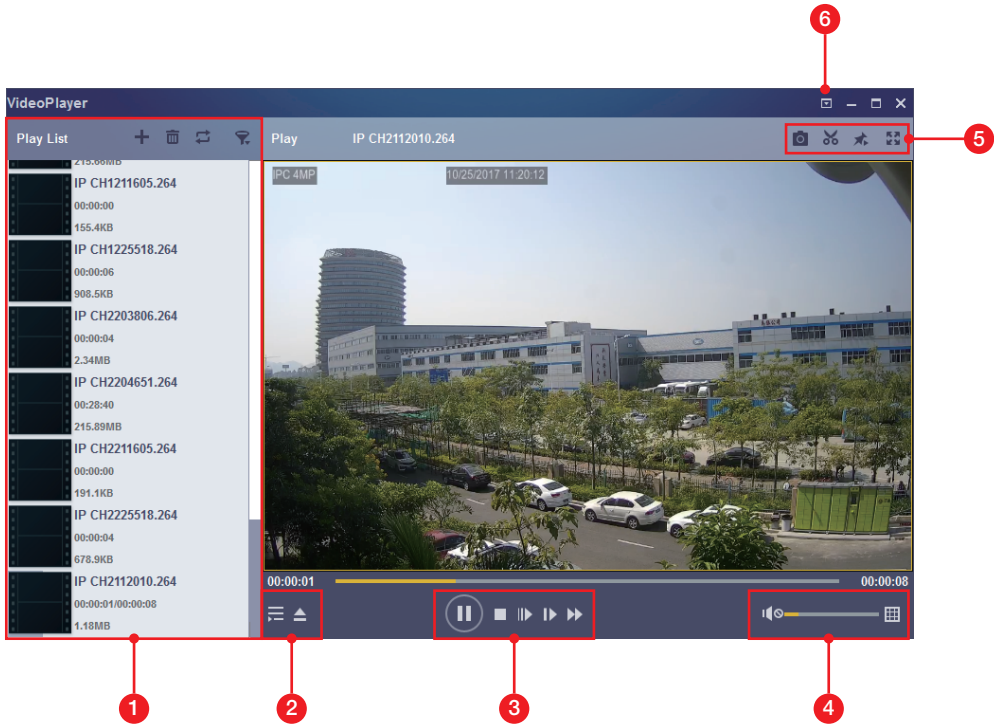 6
VideoPlayer
Play List
Play IP CH2112010.264
5
215.66MB
IP CH1211605.264
00:00:00
155.4KB
IP CH1225518.264
00:00:06
908.5KB
IP CH2203806.264
00:00:04
2.34MB
IP CH2204651.264
00:28:40
215.89MB
IP CH2211605.264
00:00:00
191.1KB
IP CH2225518.264
00:00:04
678.9KB
IP CH2112010.264
00:00:01/00:00:08
1.18MB
IPC 4MP 10/25/2017 11:20:12
00:00:01 00:00:08
1 2 3 4